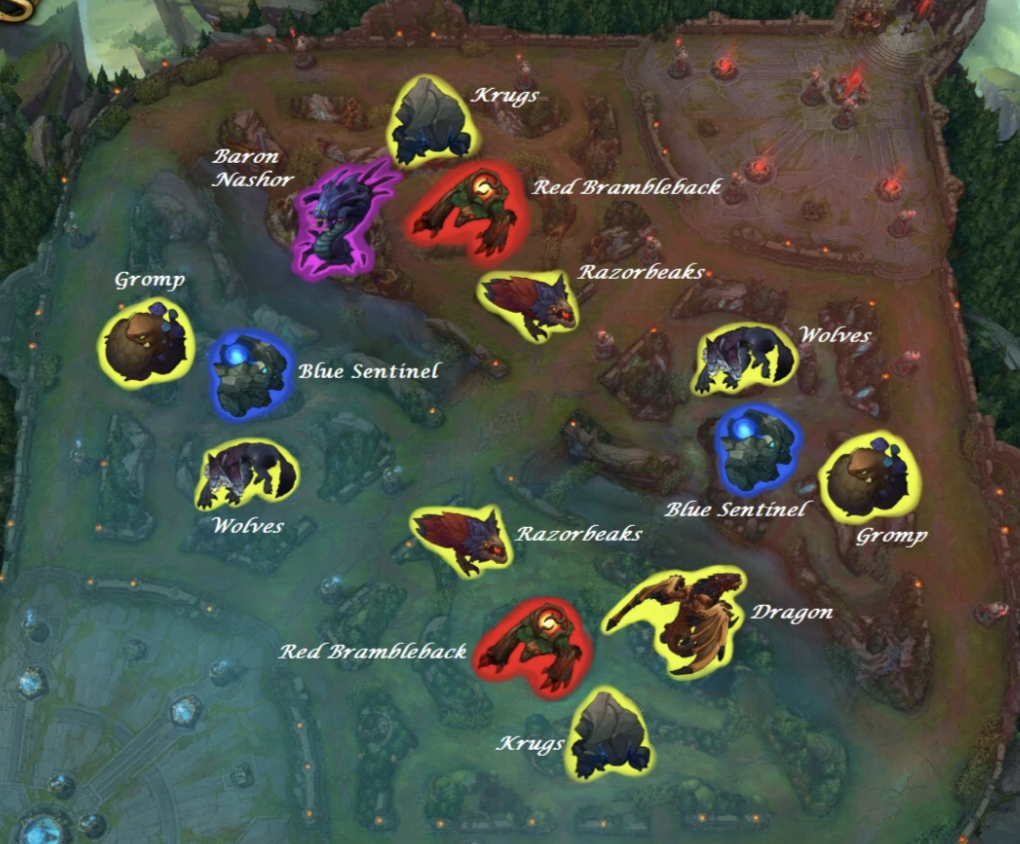 Krugs
Baron
Nashor
Red Brambleback
Gromp
Razorbeaks
Wolves
Blue Sentinel
Wolves
Blue Sentinel
Razorbeaks
Gromp
Dragon
Red Brambleback
Krugs